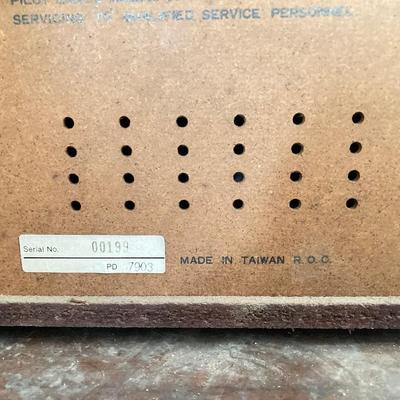 SERVICING TO QUALIFIED SERVICE PERSONNEL
Serial No. 00199
PD 7903
MADE IN TAIWAN R.O.C.